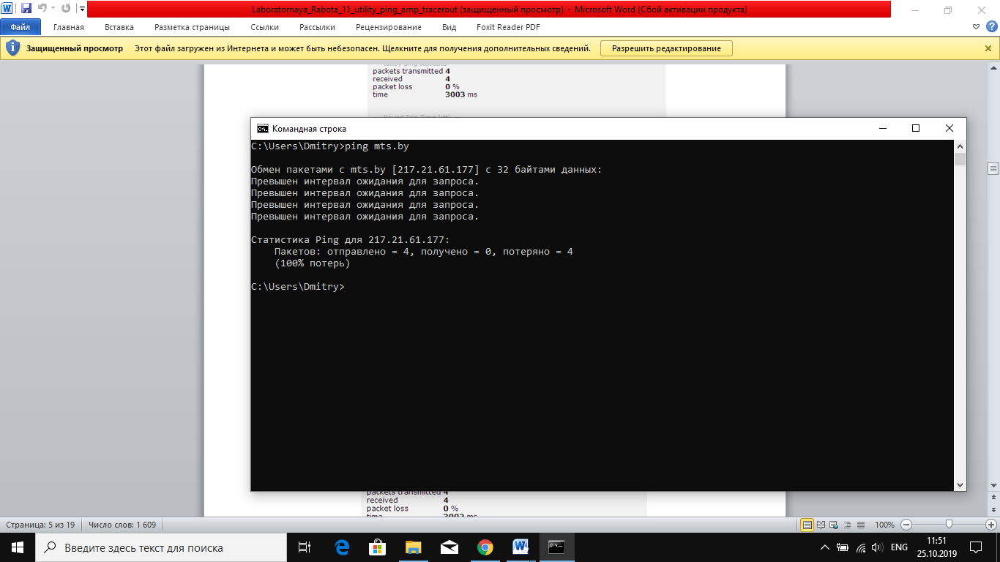 Laboratornaya_Rabota_11_utility_ping_amp_tracerout (защищенный просмотр) - Microsoft Word (Сбой активации продукта)
Файл Главная Вставка Разметка страницы Ссылки Рассылки Рецензирование Вид Foxit Reader PDF
Защищенный просмотр Этот файл загружен из Интернета и может быть небезопасен. Щелкните для получения дополнительных сведений. Разрешить редактирование
packets transmitted 4
received 4
packet loss 0 %
time 3003 ms
Командная строка
C:\Users\Dmitry>ping mts.by
Обмен пакетами с mts.by [217.21.61.177] с 32 байтами данных:
Превышен интервал ожидания для запроса.
Превышен интервал ожидания для запроса.
Превышен интервал ожидания для запроса.
Превышен интервал ожидания для запроса.
Статистика Ping для 217.21.61.177:
Пакетов: отправлено = 4, получено = 0, потеряно = 4
(100% потерь)
C:\Users\Dmitry>
packets transmitted 4
received 4
packet loss 0 %
time 3002 ms
Страница: 5 из 19 Число слов: 1 609 100%
Введите здесь текст для поиска ENG 11:51
25.10.2019